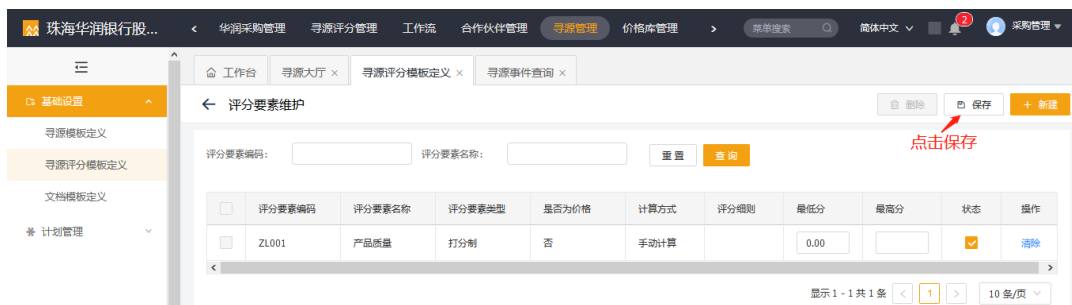 珠海华润银行股... 华润采购管理 寻源评分管理 工作流 合作伙伴管理 寻源管理 价格库管理 菜单搜索 简体中文 2 采购管理
工作台 寻源大厅 × 寻源评分模板定义 × 寻源事件查询 ×
基础设置
寻源模板定义
寻源评分模板定义
文档模板定义
计划管理
← 评分要素维护 删除 保存 + 新建
点击保存
评分要素编码: 评分要素名称: 重置 查询
评分要素编码 评分要素名称 评分要素类型 是否为价格 计算方式 评分细则 最低分 最高分 状态 操作
ZL001 产品质量 打分制 否 手动计算 0.00 清除
显示 1 - 1 共 1 条 < 1 > 10 条/页